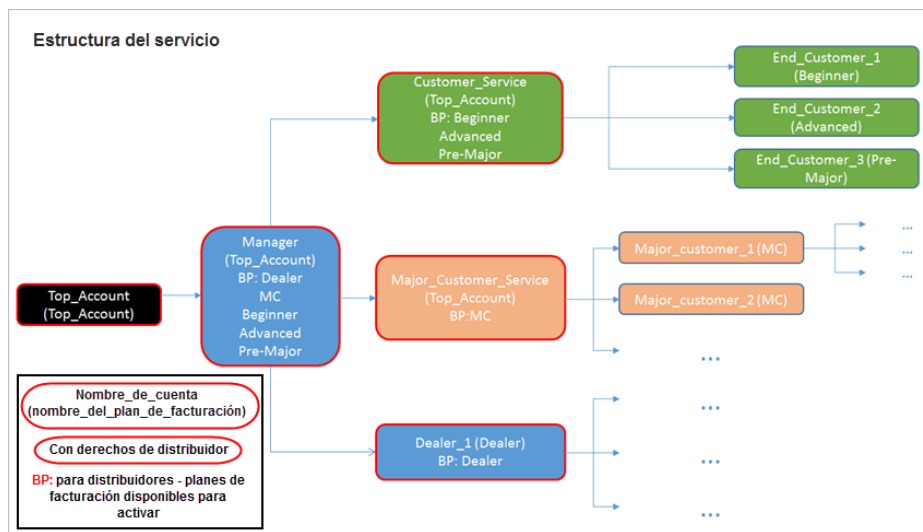 Estructura del servicio
Customer_Service
(Top_Account)
BP: Beginner
Advanced
Pre-Major
End_Customer_1
(Beginner)
End_Customer_2
(Advanced)
End_Customer_3 (Pre-
Major)
Manager
(Top_Account)
BP: Dealer
MC
Beginner
Advanced
Pre-Major
Top_Account
(Top_Account)
Major_Customer_Service
(Top_Account)
BP:MC
Major_customer_1 (MC)
...
...
...
Major_customer_2 (MC)
...
Dealer_1 (Dealer)
BP: Dealer
...
...
...
Nombre_de_cuenta
(nombre_del_plan_de_facturación)
Con derechos de distribuidor
BP: para distribuidores - planes de
facturación disponibles para
activar